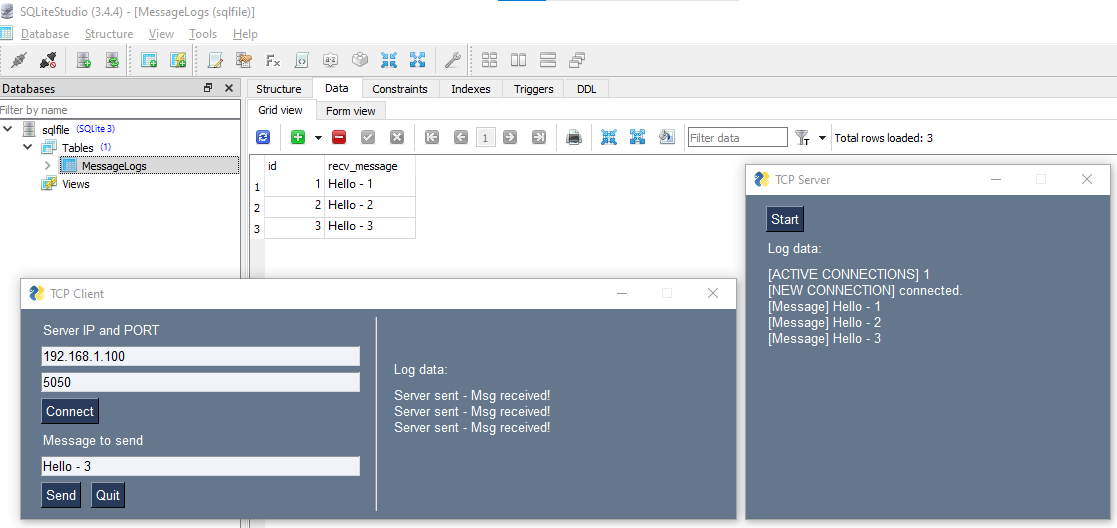 SQLiteStudio (3.4.4) - [MessageLogs (sqlfile)]
Database Structure View Tools Help
Databases
Filter by name
sqlfile (SQLite 3)
Tables (1)
MessageLogs
Views
Structure Data Constraints Indexes Triggers DDL
Grid view Form view
1 Filter data Total rows loaded: 3
id recv_message
1 1 Hello - 1
2 2 Hello - 2
3 3 Hello - 3
TCP Client
Server IP and PORT
192.168.1.100
5050
Connect
Message to send
Hello - 3
Send Quit
Log data:
Server sent - Msg received!
Server sent - Msg received!
Server sent - Msg received!
TCP Server
Start
Log data:
[ACTIVE CONNECTIONS] 1
[NEW CONNECTION] connected.
[Message] Hello - 1
[Message] Hello - 2
[Message] Hello - 3